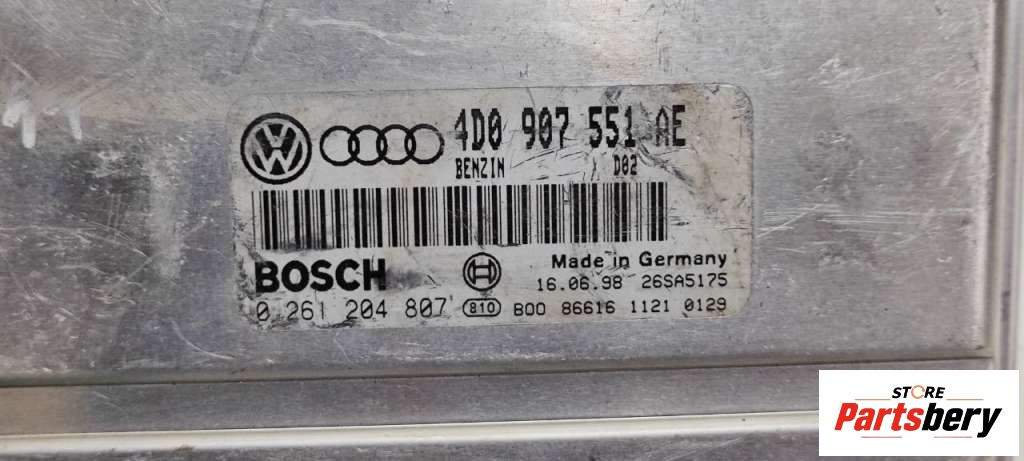 4D0 907 551 AE
BENZIN D02
BOSCH
Made in Germany
16.06.98 26SA5175
0 261 204 807 810 B00 86616 1121 0129
STORE
Partsbery